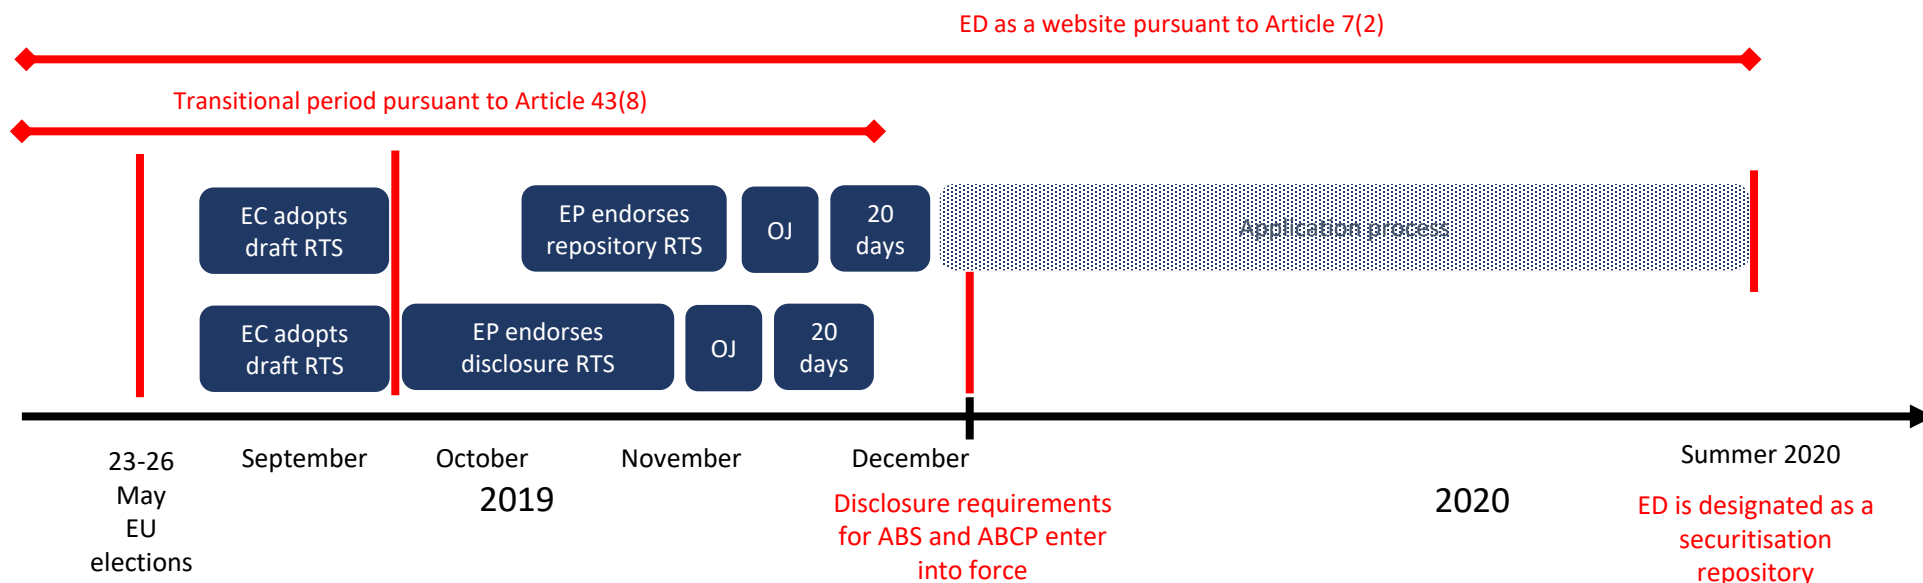 ED as a website pursuant to Article 7(2)
Transitional period pursuant to Article 43(8)
EC adopts
draft RTS
EP endorses
repository RTS
OJ
20
days
Application process
EC adopts
draft RTS
EP endorses
disclosure RTS
OJ
20
days
23-26
May
EU
elections
September
October
November
December
Summer 2020
2019
2020
Disclosure requirements
for ABS and ABCP enter
into force
ED is designated as a
securitisation
repository